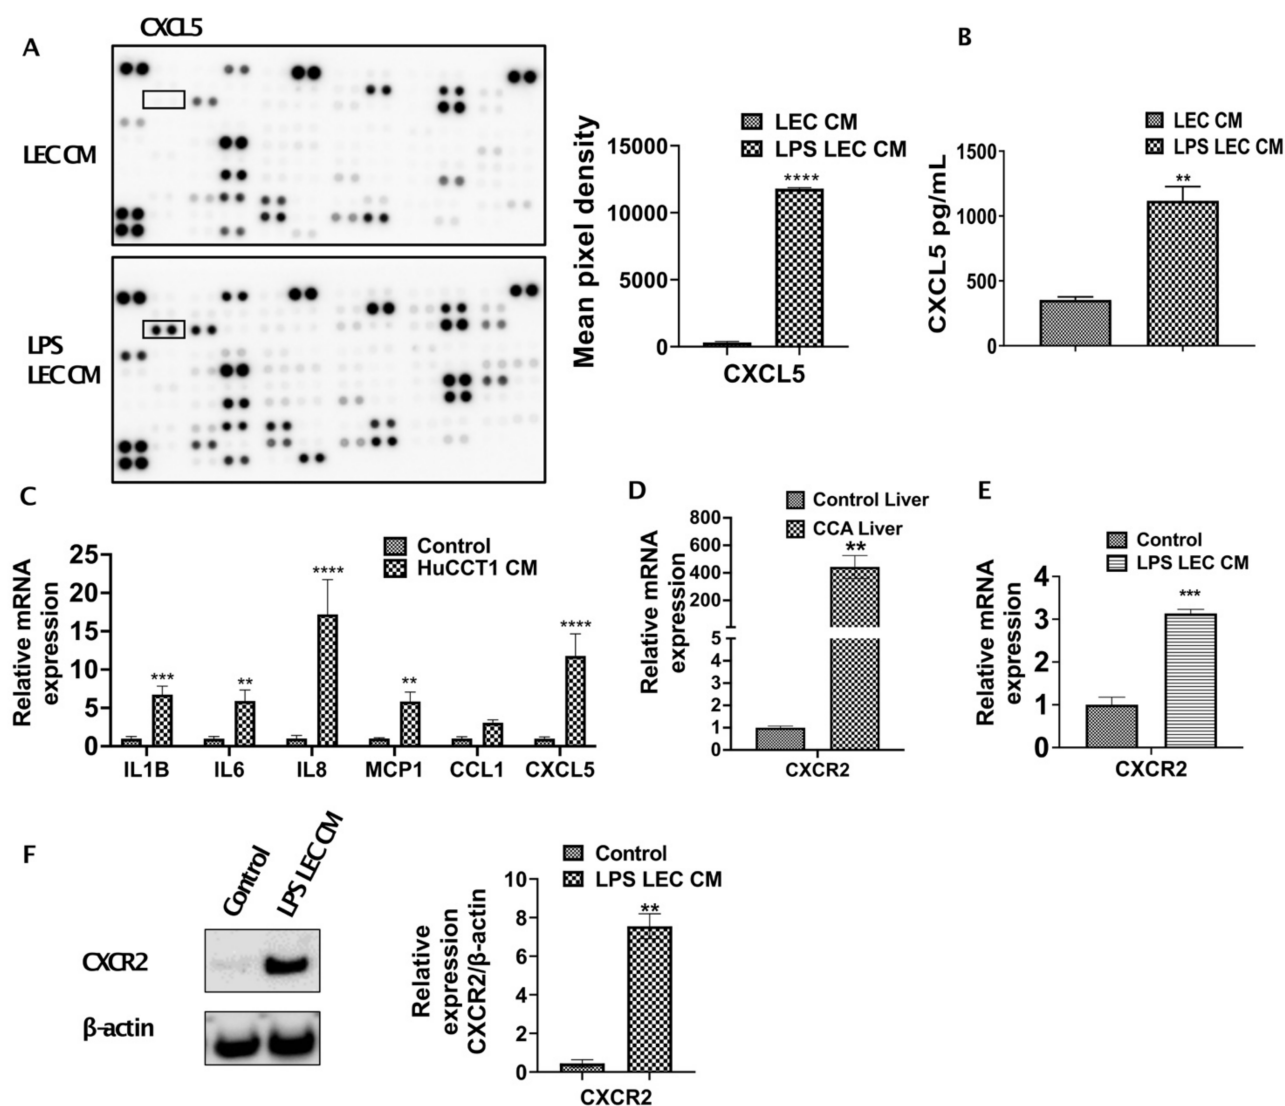 A
CXCL5
LEC CM
LPS
LEC CM
Mean pixel density
LEC CM
LPS LEC CM
15000
10000
5000
0
****
CXCL5
B
LEC CM
LPS LEC CM
CXCL5 pg/mL
1500
1000
500
0
**
C
Relative mRNA
expression
Control
HuCCT1 CM
25
20
15
10
5
0
***
**
****
**
****
IL1B IL6 IL8 MCP1 CCL1 CXCL5
D
Relative mRNA
expression
Control Liver
CCA Liver
800
600
400
200
5
4
3
2
1
0
**
CXCR2
E
Relative mRNA
expression
Control
LPS LEC CM
4
3
2
1
0
***
CXCR2
F
Control
LPS LEC CM
CXCR2
β-actin
Relative
expression
CXCR2/β-actin
Control
LPS LEC CM
10
8
6
4
2
0
**
CXCR2